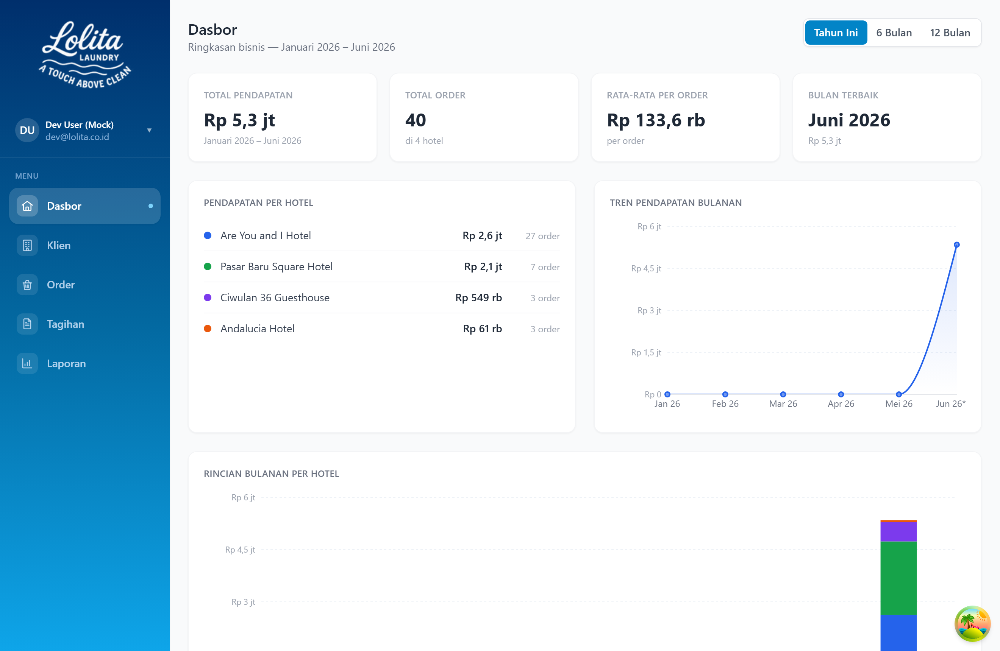 Lolita
LAUNDRY
A TOUCH ABOVE CLEAN
DU
Dev User (Mock)
dev@lolita.co.id
MENU
Dasbor
Klien
Order
Tagihan
Laporan
Dasbor
Ringkasan bisnis — Januari 2026 – Juni 2026
Tahun Ini
6 Bulan
12 Bulan
TOTAL PENDAPATAN
Rp 5,3 jt
Januari 2026 – Juni 2026
TOTAL ORDER
40
di 4 hotel
RATA-RATA PER ORDER
Rp 133,6 rb
per order
BULAN TERBAIK
Juni 2026
Rp 5,3 jt
PENDAPATAN PER HOTEL
Are You and I Hotel Rp 2,6 jt 27 order
Pasar Baru Square Hotel Rp 2,1 jt 7 order
Ciwulan 36 Guesthouse Rp 549 rb 3 order
Andalucia Hotel Rp 61 rb 3 order
TREN PENDAPATAN BULANAN
Rp 6 jt
Rp 4,5 jt
Rp 3 jt
Rp 1,5 jt
Rp 0
Jan 26 Feb 26 Mar 26 Apr 26 Mei 26 Jun 26*
RINCIAN BULANAN PER HOTEL
Rp 6 jt
Rp 4,5 jt
Rp 3 jt